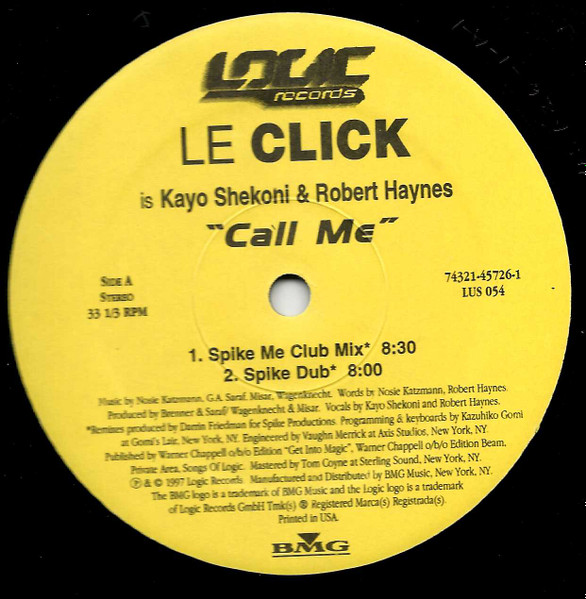 LOGIC
records
LE CLICK
is Kayo Shekoni & Robert Haynes
"Call Me"
SIDE A
STEREO
33 1/3 RPM
74321-45726-1
LUS 054
1. Spike Me Club Mix* 8:30
2. Spike Dub* 8:00
Music by Nosie Katzmann, G.A. Saraf, Misar, Wagenknecht. Words by Nosie Katzmann, Robert Haynes.
Produced by Brenner & Saraf/ Wagenknecht & Misar. Vocals by Kayo Shekoni and Robert Haynes.
*Remixes produced by Darrin Friedman for Spike Productions. Programming & keyboards by Kazuhiko Gomi
at Gomi's Lair, New York, NY. Engineered by Vaughn Merrick at Axis Studios, New York, NY.
Published by Warner Chappell o/b/o Edition "Get Into Magic", Warner Chappell o/b/o Edition Beam,
Private Area, Songs Of Logic. Mastered by Tom Coyne at Sterling Sound, New York, NY.
℗ & © 1997 Logic Records Manufactured and Distributed by BMG Music, New York, NY.
The BMG logo is a trademark of BMG Music and the Logic logo is a trademark
of Logic Records GmbH Tmk(s) ® Registered Marca(s) Registrada(s).
Printed in USA.
BMG